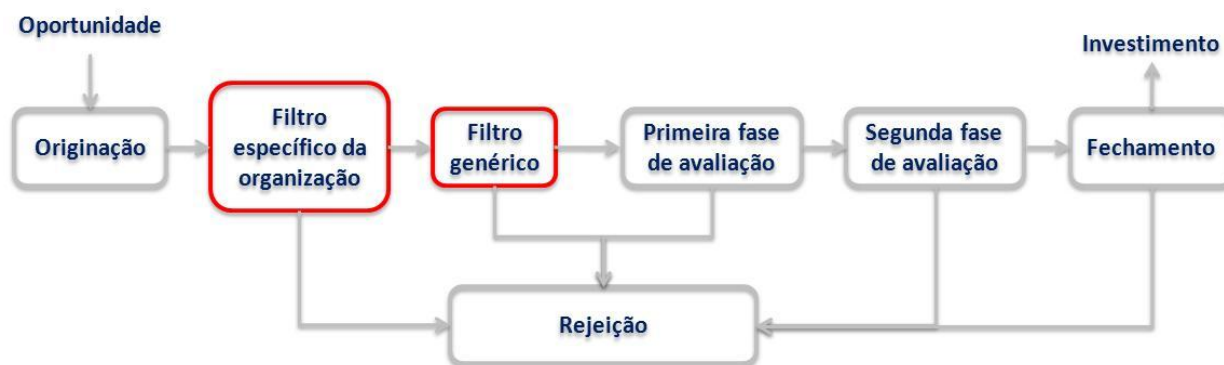 Oportunidade
Investimento
Originação
Filtro
específico da
organização
Filtro
genérico
Primeira fase
de avaliação
Segunda fase
de avaliação
Fechamento
Rejeição